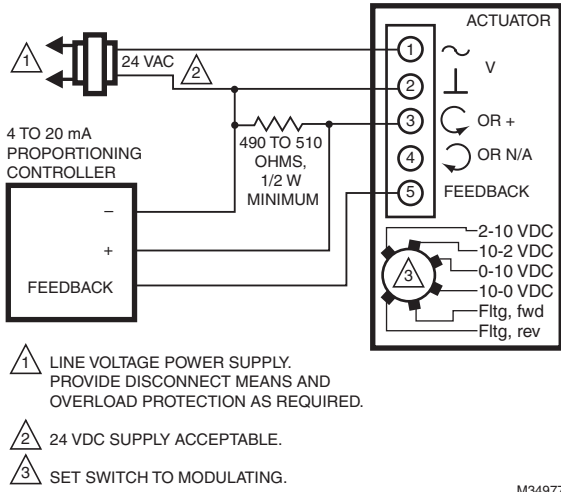 ACTUATOR
1
24 VAC
2
1
V
2
3
OR +
4
OR N/A
5
FEEDBACK
490 TO 510
OHMS,
1/2 W
MINIMUM
4 TO 20 mA
PROPORTIONING
CONTROLLER
–
+
FEEDBACK
2-10 VDC
10-2 VDC
0-10 VDC
10-0 VDC
Fltg, fwd
Fltg, rev
3
1 LINE VOLTAGE POWER SUPPLY.
PROVIDE DISCONNECT MEANS AND
OVERLOAD PROTECTION AS REQUIRED.
2 24 VDC SUPPLY ACCEPTABLE.
3 SET SWITCH TO MODULATING.
M34977